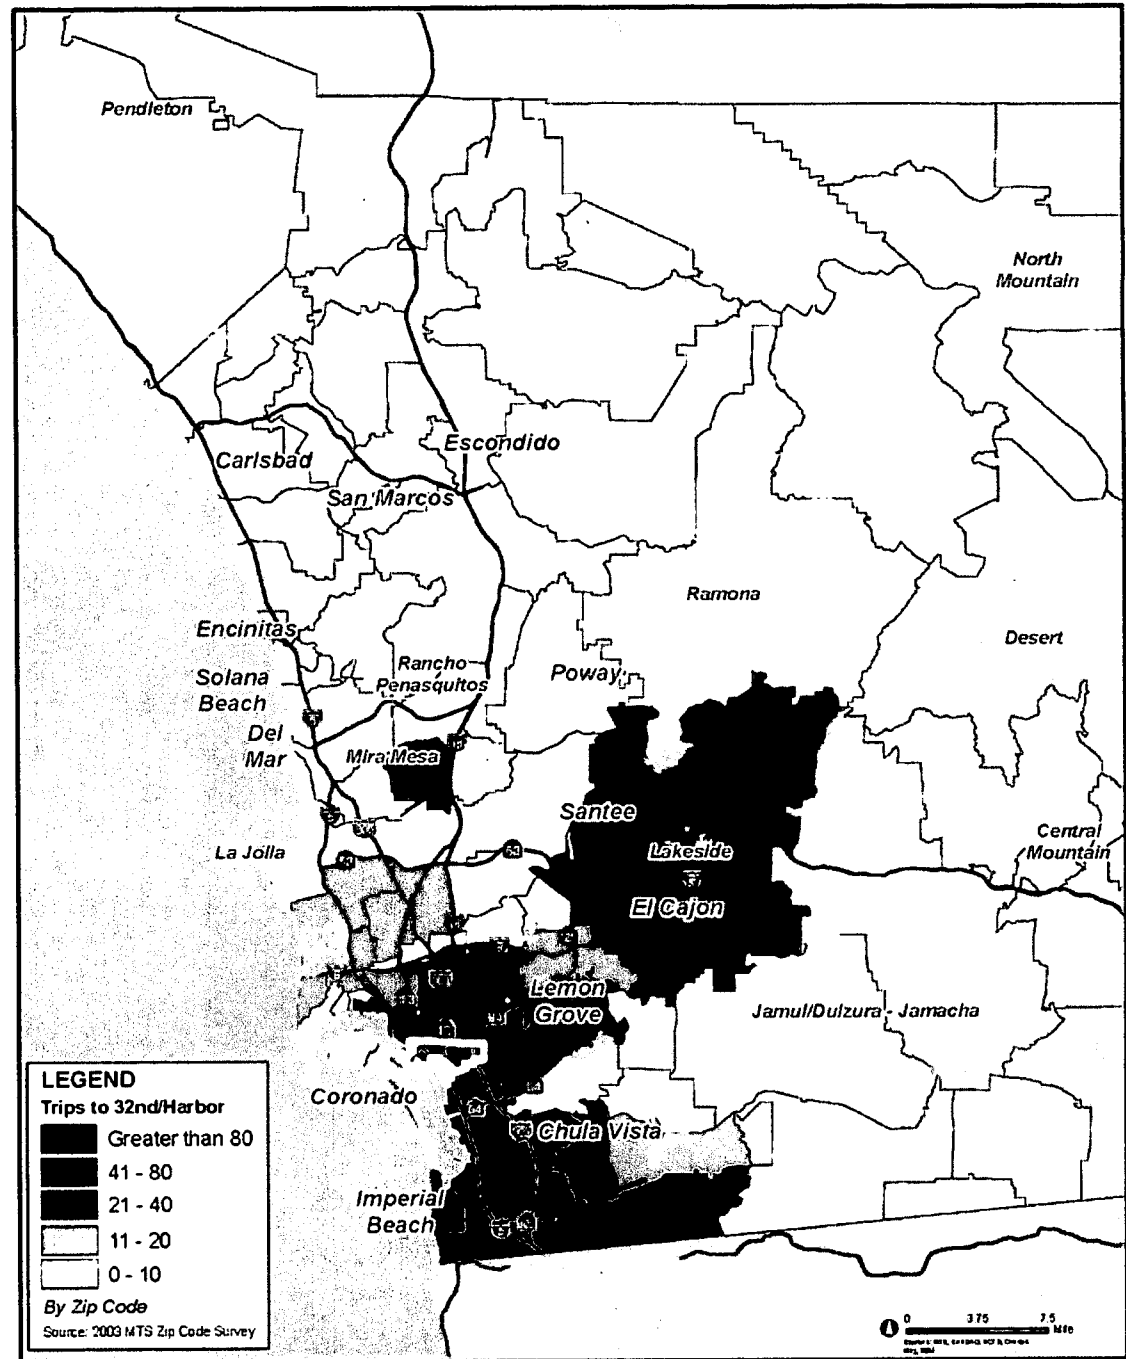 Pendleton
North
Mountain
Escondido
Carlsbad
San Marcos
Ramona
Encinitas
Desert
Rancho
Penasquitos
Poway
Solana
Beach
Del
Mar
Mira Mesa
Santee
La Jolla
Lakeside
Central
Mountain
El Cajon
Lemon
Grove
Jamul/Dulzura - Jamacha
Coronado
Chula Vista
Imperial
Beach
LEGEND
Trips to 32nd/Harbor
Greater than 80
41 - 80
21 - 40
11 - 20
0 - 10
By Zip Code
Source: 2003 MTS Zip Code Survey
0 3.75 7.5
Mile